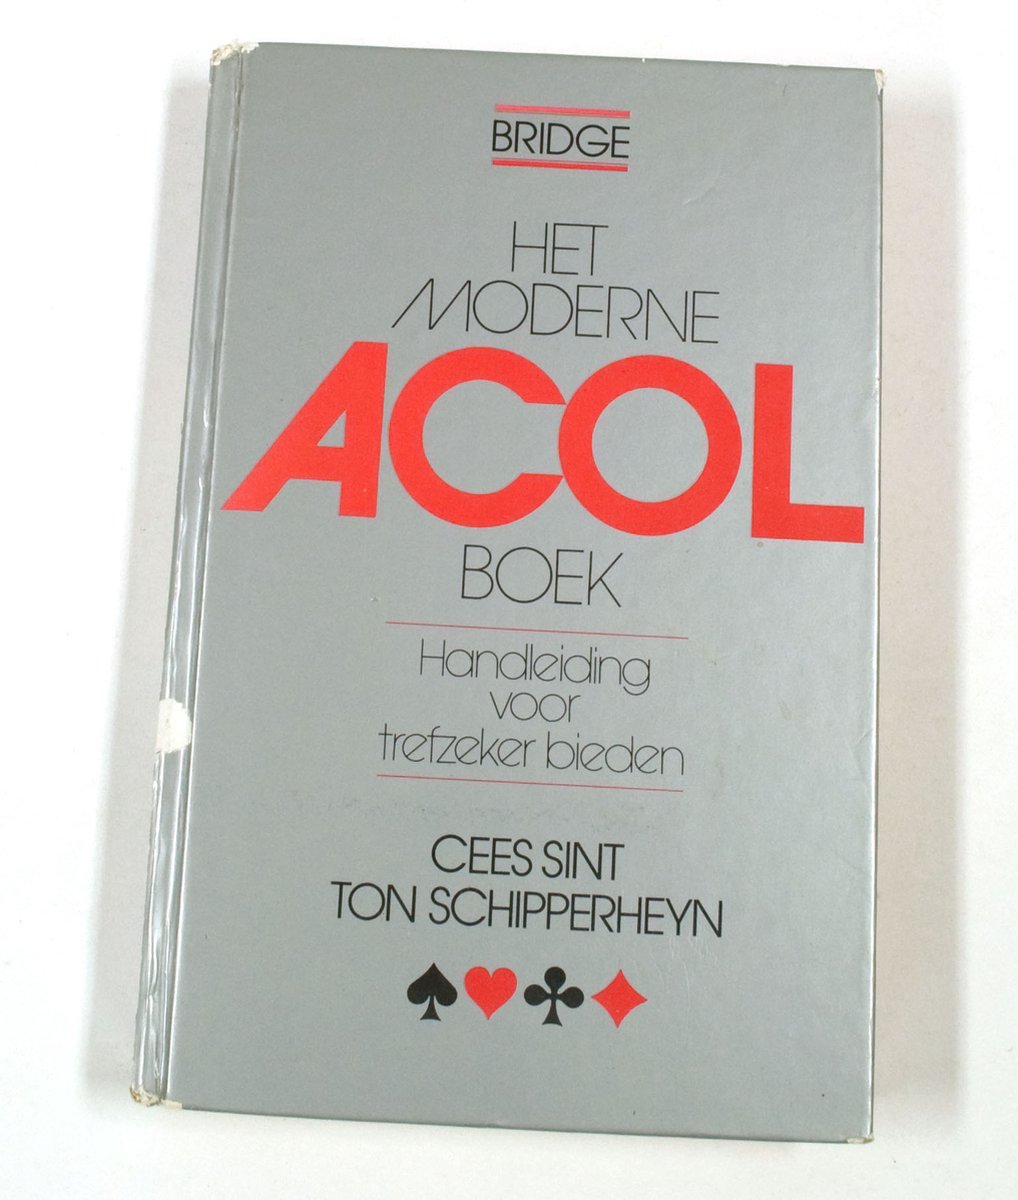 BRIDGE
HET
MODERNE
ACOL
BOEK
Handleiding
voor
trefzeker bieden
CEES SINT
TON SCHIPPERHEYN